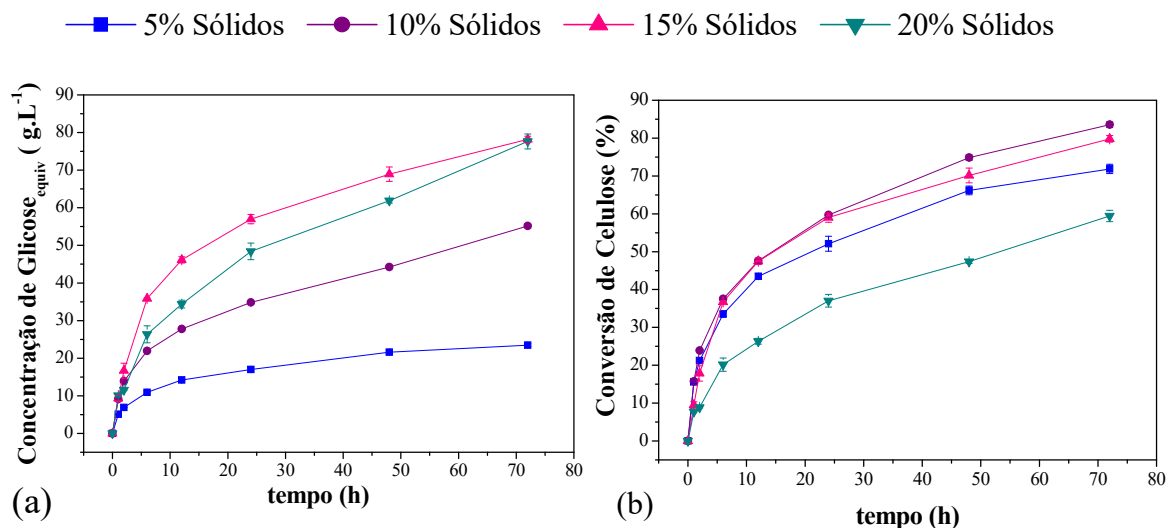 5% Sólidos 10% Sólidos 15% Sólidos 20% Sólidos
Concentração de Glicose equiv ( g.L-1)
90
80
70
60
50
40
30
20
10
0
0 10 20 30 40 50 60 70 80
tempo (h)
(a)
Conversão de Celulose (%)
90
80
70
60
50
40
30
20
10
0
0 10 20 30 40 50 60 70 80
tempo (h)
(b)